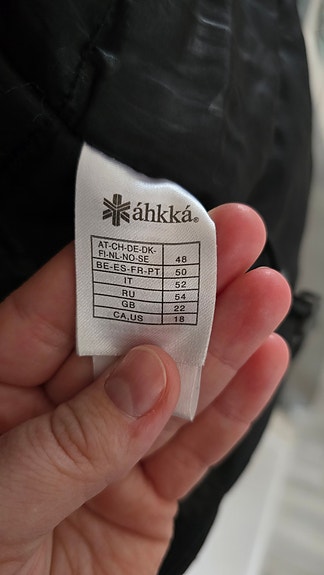 áhkká®
AT-CH-DE-DK-
FI-NL-NO-SE 48
BE-ES-FR-PT 50
IT 52
RU 54
GB 22
CA,US 18